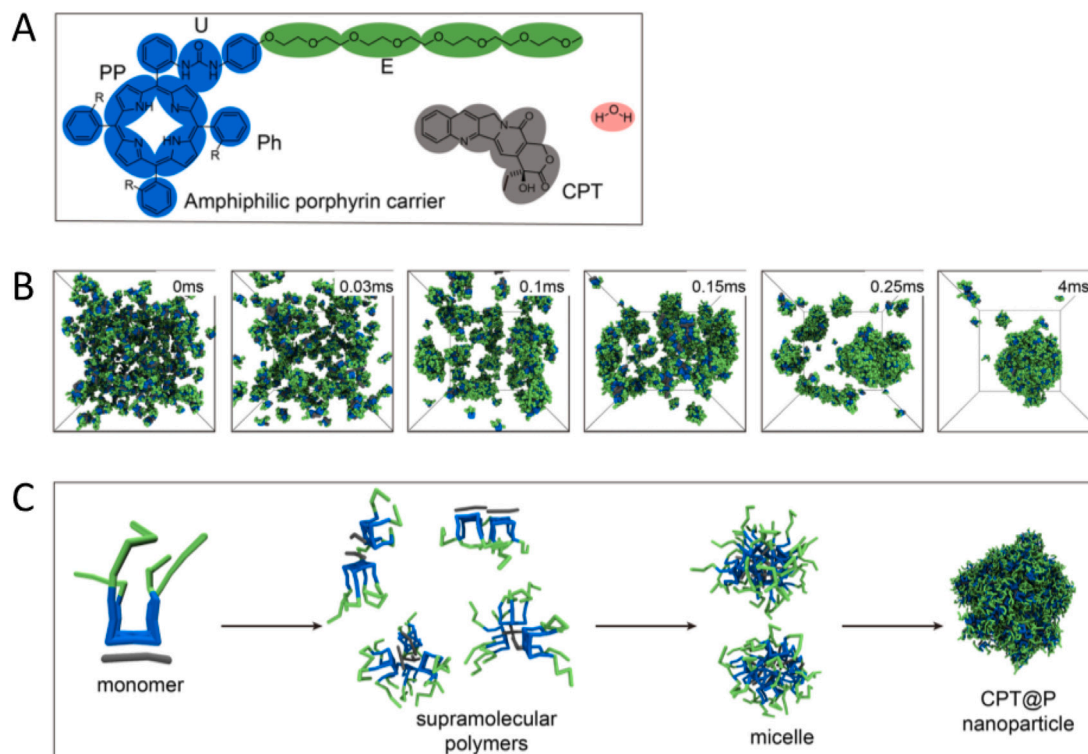 A
U
E
PP
R
NH
N
N
HN
R
R
Ph
Amphiphilic porphyrin carrier
O
N
H
N
H
O
O
O
O
O
O
O
O
O
N
N
O
O
O
OH
CPT
H O H
B
0ms
0.03ms
0.1ms
0.15ms
0.25ms
4ms
C
monomer
supramolecular
polymers
micelle
CPT@P
nanoparticle